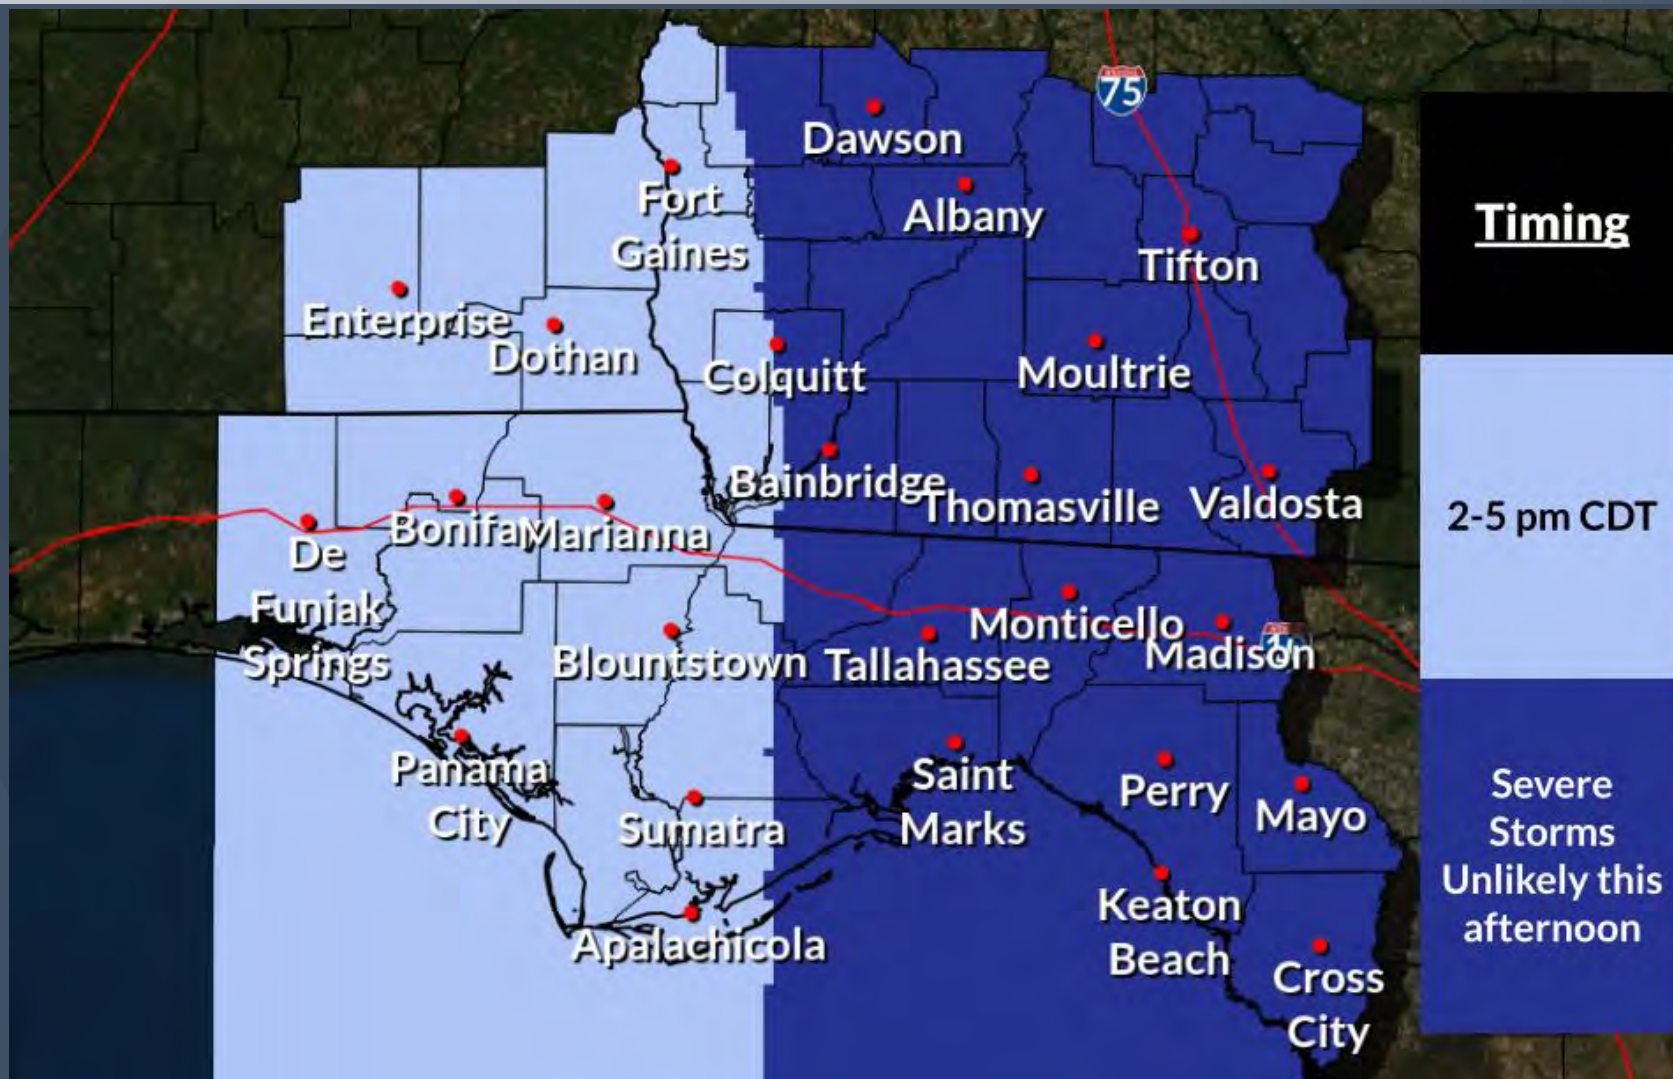 75
Dawson
Fort
Gaines
Albany
Tifton
Timing
Enterprise
Dothan
Colquitt
Moultrie
Bainbridge
Thomasville
Valdosta
2-5 pm CDT
De
Funiak
Springs
Bonifay
Marianna
Blountstown
Tallahassee
Monticello
Madison
10
Panama
City
Sumatra
Saint
Marks
Perry
Mayo
Apalachicola
Keaton
Beach
Cross
City
Severe
Storms
Unlikely this
afternoon